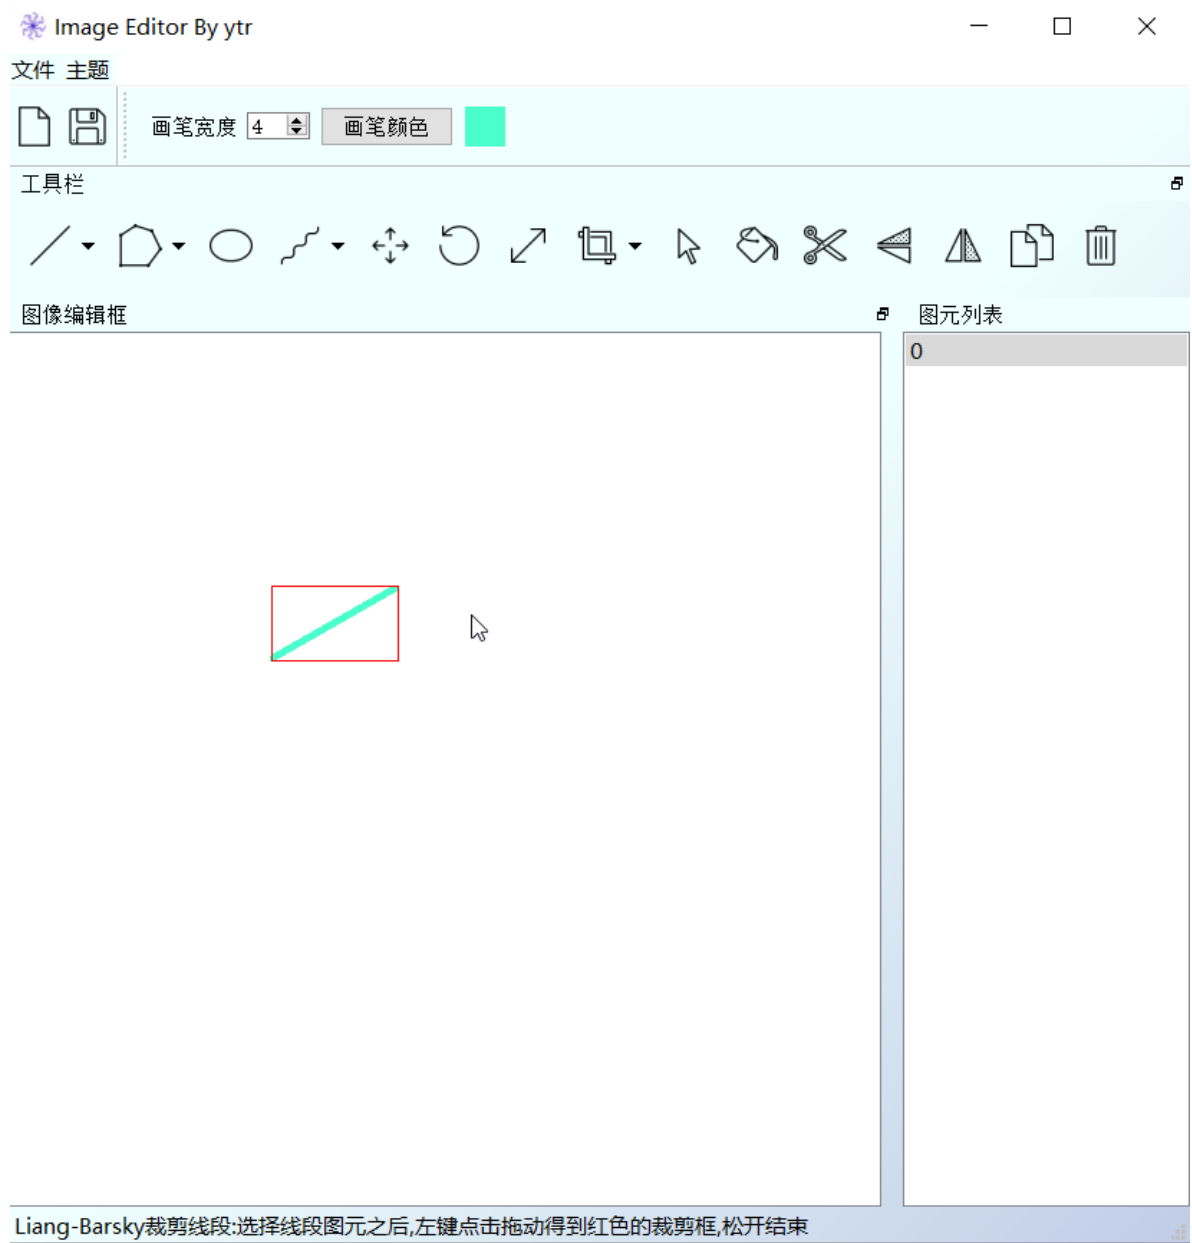 Image Editor By ytr
文件 主题
画笔宽度 4 画笔颜色
工具栏
图像编辑框
图元列表
0
Liang-Barsky裁剪线段:选择线段图元之后,左键点击拖动得到红色的裁剪框,松开结束